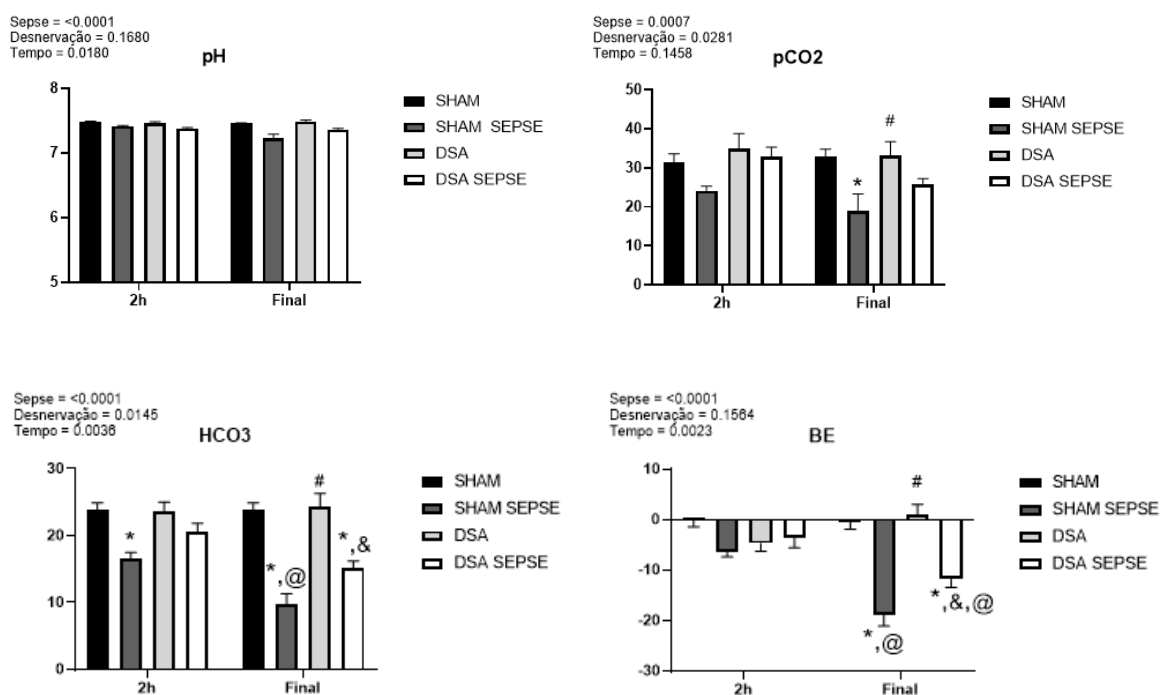 Sepse = <0.0001
Desnervação = 0.1680
Tempo = 0.0180
pH
8
7
6
5
2h
Final
SHAM
SHAM SEPSE
DSA
DSA SEPSE
Sepse = 0.0007
Desnervação = 0.0281
Tempo = 0.1458
pCO2
50
40
30
20
10
0
#
*
2h
Final
SHAM
SHAM SEPSE
DSA
DSA SEPSE
Sepse = <0.0001
Desnervação = 0.0145
Tempo = 0.0036
HCO3
30
20
10
0
*
*,@
#
*,&
2h
Final
SHAM
SHAM SEPSE
DSA
DSA SEPSE
Sepse = <0.0001
Desnervação = 0.1564
Tempo = 0.0023
BE
10
0
-10
-20
-30
#
*,@
*,&,@
2h
Final
SHAM
SHAM SEPSE
DSA
DSA SEPSE